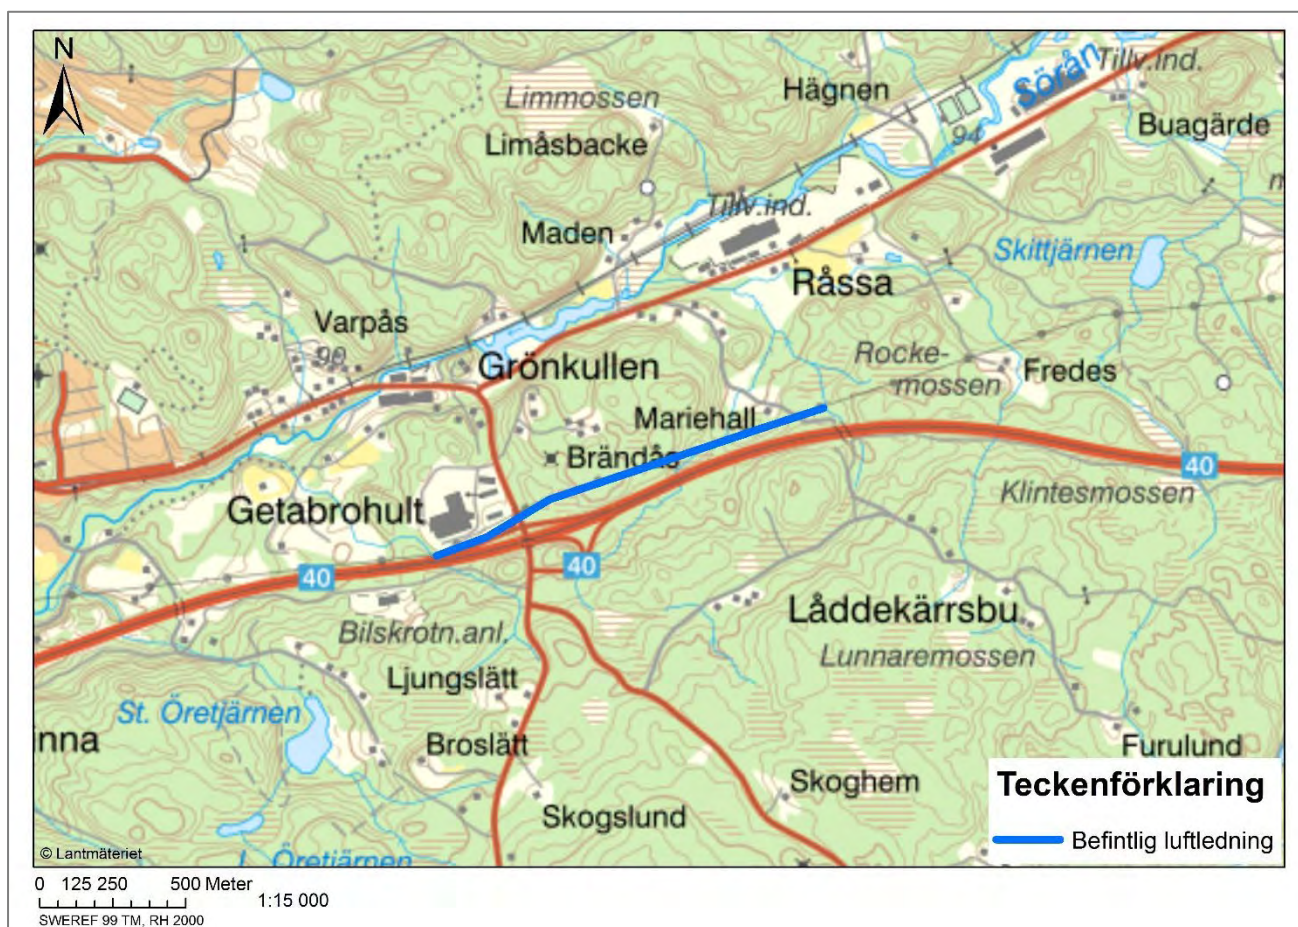 N
Limmossen
Limåsbacke
Hägnen
Sörån
Tillv.ind.
Buagärde
94
Tillv.ind.
Maden
Skittjärnen
Råssa
Varpås
90
Grönkullen
Rocke-
mossen
Fredes
Mariehall
Brändås
40
Klintesmossen
Getabrohult
40
40
Låddekärrsbu
Bilskrotn.anl.
Lunnaremossen
Ljungslätt
St. Öretjärnen
inna
Broslätt
Furulund
Skoghem
Skogslund
L. Öretjärnen
Teckenförklaring
Befintlig luftledning
© Lantmäteriet
0 125 250 500 Meter
1:15 000
SWEREF 99 TM, RH 2000